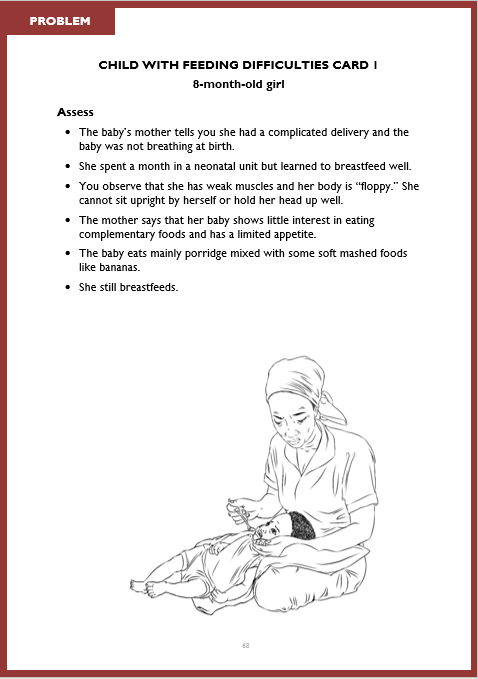 PROBLEM
CHILD WITH FEEDING DIFFICULTIES CARD 1
8-month-old girl
Assess
• The baby's mother tells you she had a complicated delivery and the
baby was not breathing at birth.
• She spent a month in a neonatal unit but learned to breastfeed well.
• You observe that she has weak muscles and her body is “floppy.” She
cannot sit upright by herself or hold her head up well.
• The mother says that her baby shows little interest in eating
complementary foods and has a limited appetite.
• The baby eats mainly porridge mixed with some soft mashed foods
like bananas.
• She still breastfeeds.
68